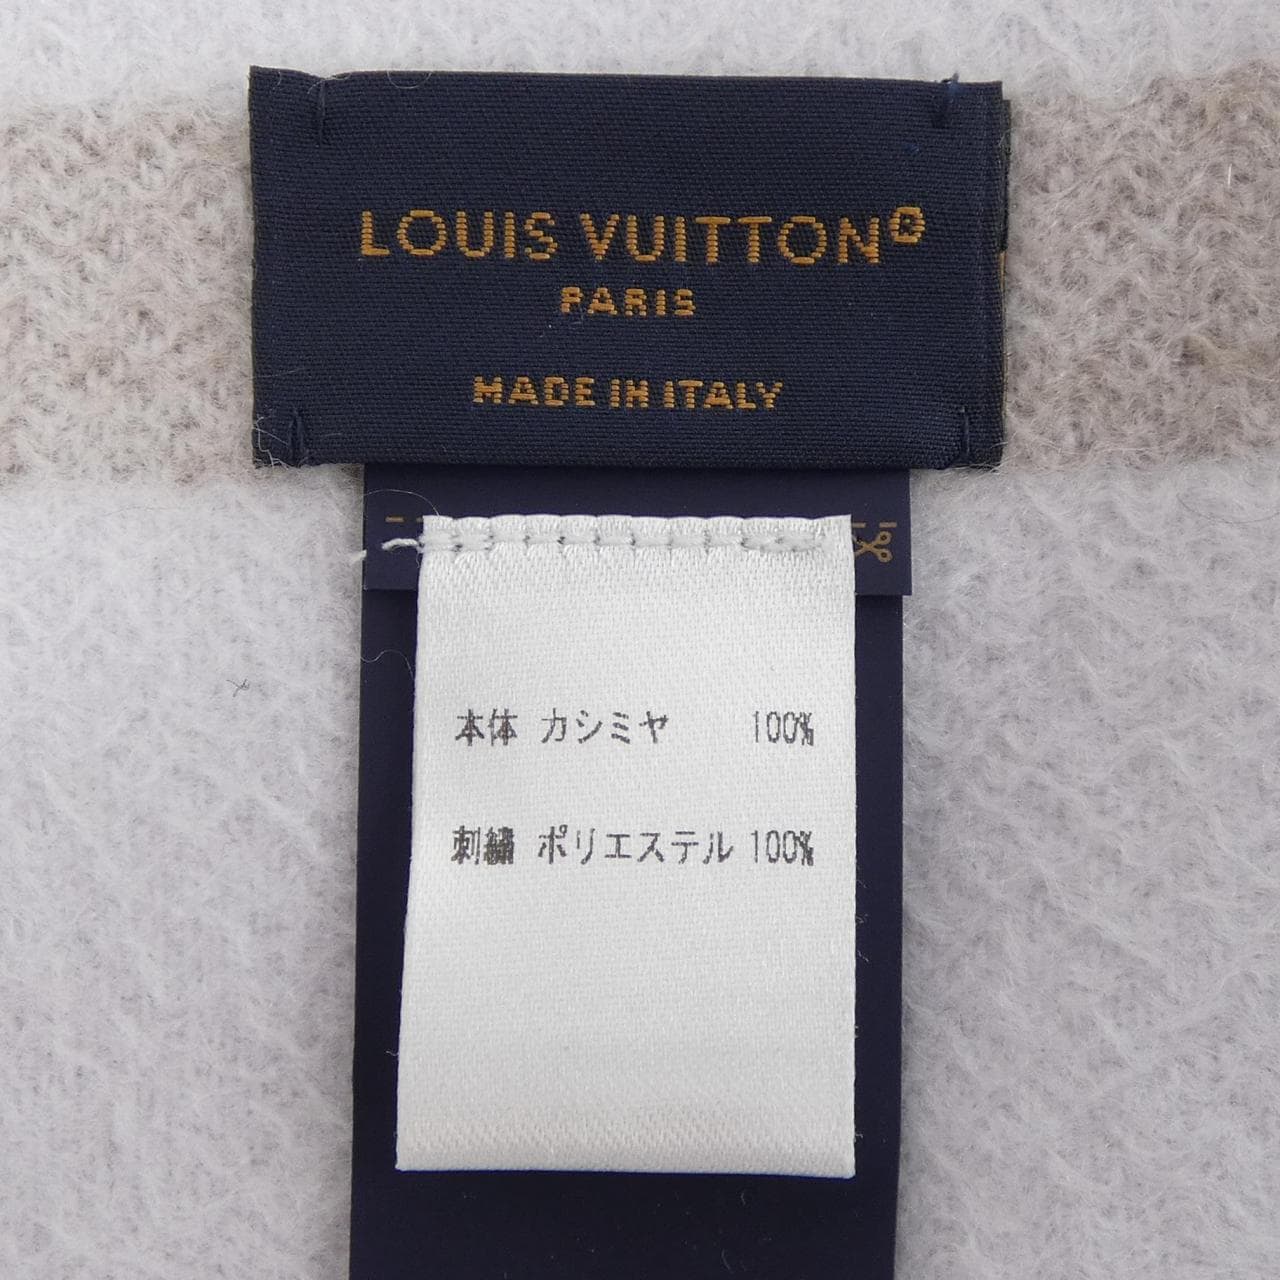 LOUIS VUITTON®
PARIS
MADE IN ITALY
本体 カシミヤ 100%
刺繍 ポリエステル 100%